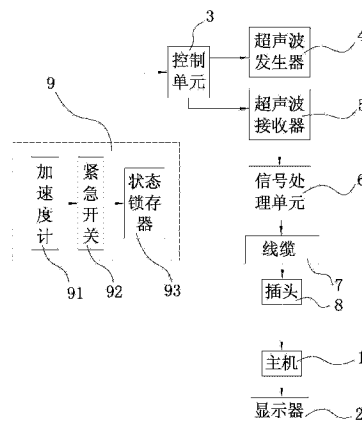 3
控制
单元
超声波
发生器
4
超声波
接收器
5
9
加
速
度
计
91
紧
急
开
关
92
状态
锁存
器
93
信号处
理单元
6
线缆
7
插头
8
主机
1
显示器
2